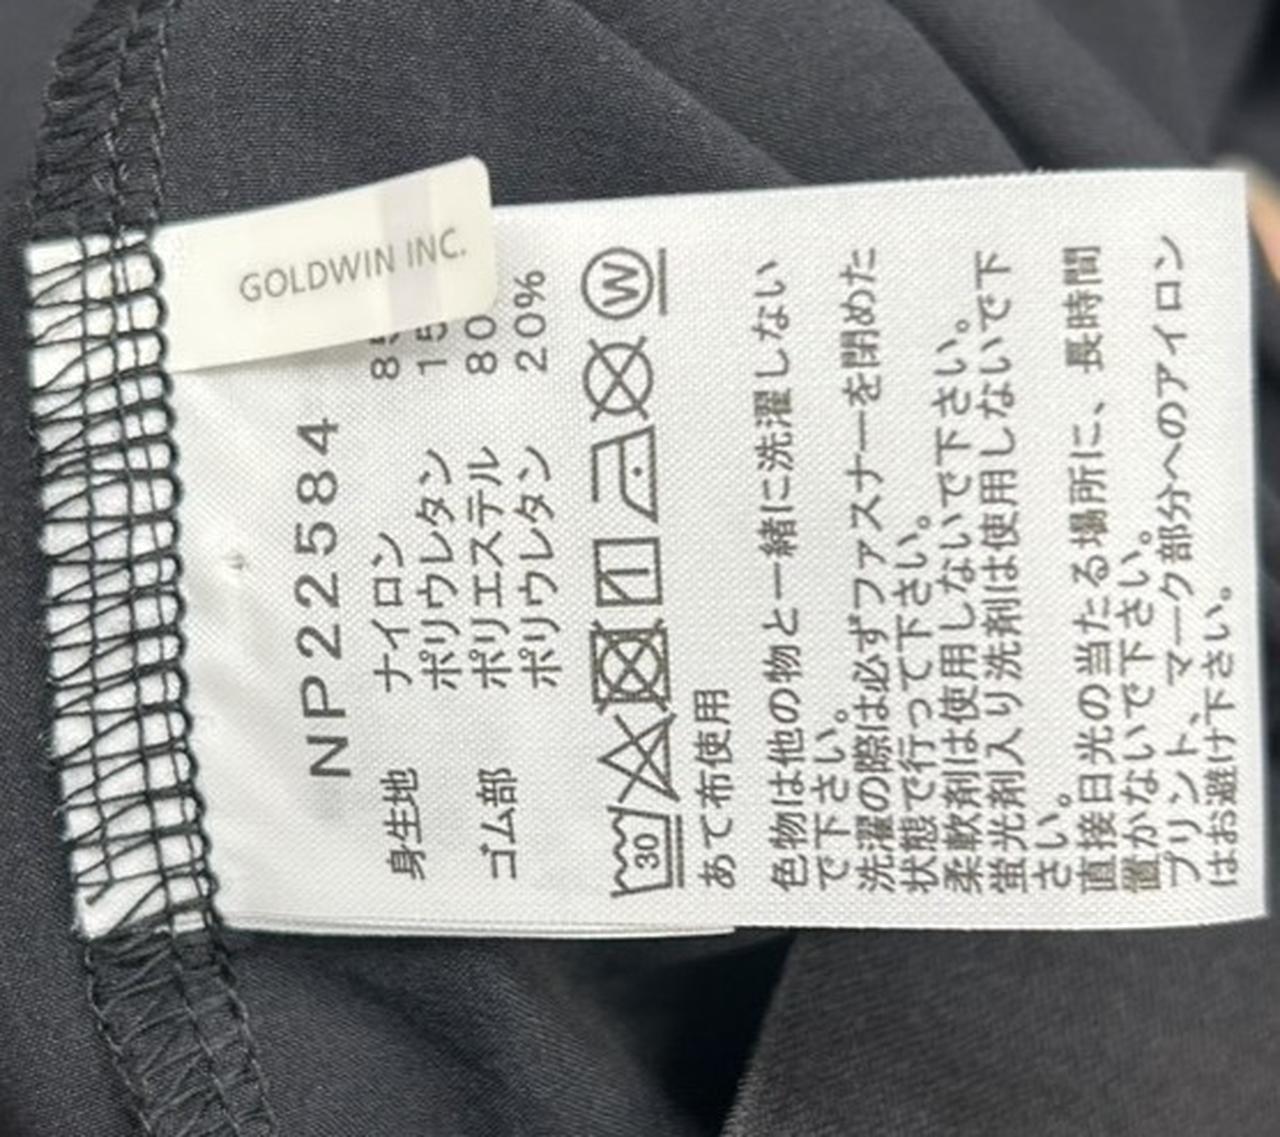 GOLDWIN INC.
NP22584
身生地 ナイロン
ポリウレタン
ゴム部 ポリエステル 80
ポリウレタン 20%
30 W
あて布使用
色物は他の物と一緒に洗濯しない
で下さい。
洗濯の際は必ずファスナーを閉めた
状態で行って下さい。
柔軟剤は使用しないで下さい。
蛍光剤入り洗剤は使用しないで下
さい。
直接日光の当たる場所に、長時間
置かないで下さい。
プリント、マーク部分へのアイロン
はお避け下さい。